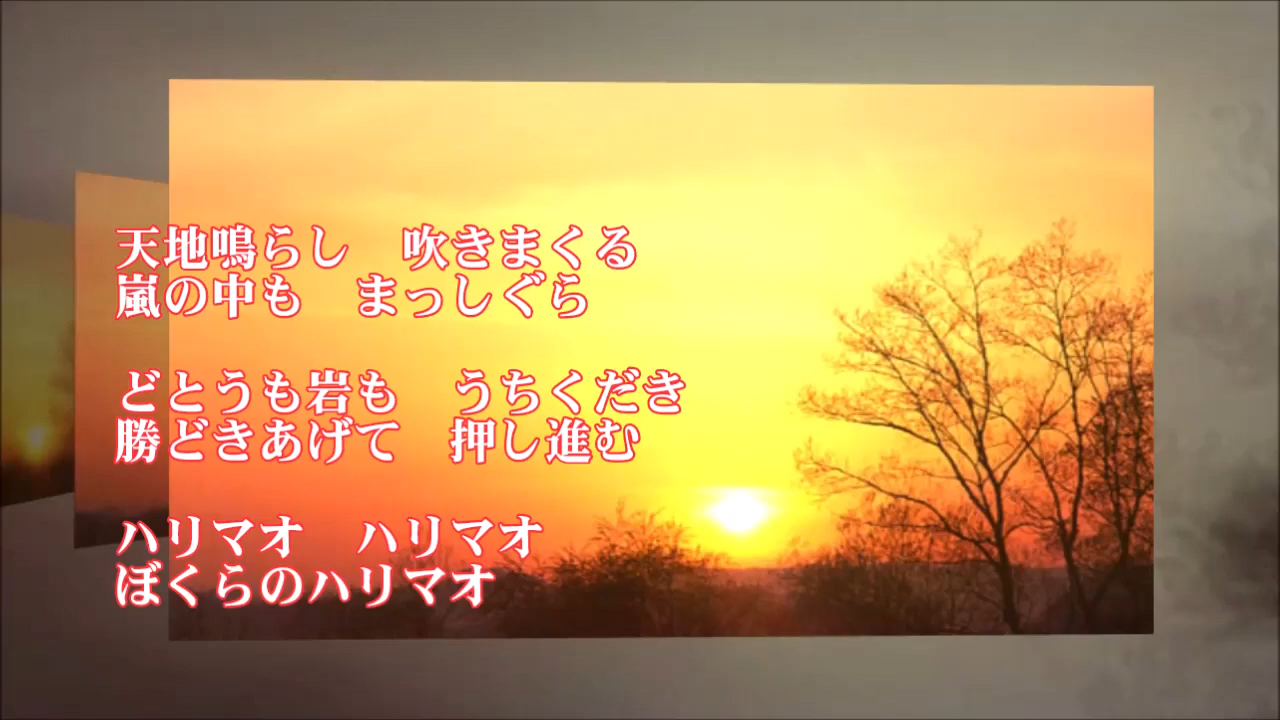 天地鳴らし　吹きまくる
嵐の中も　まっしぐら
どとうも岩も　うちくだき
勝どきあげて　押し進む
ハリマオ　ハリマオ
ぼくらのハリマオ